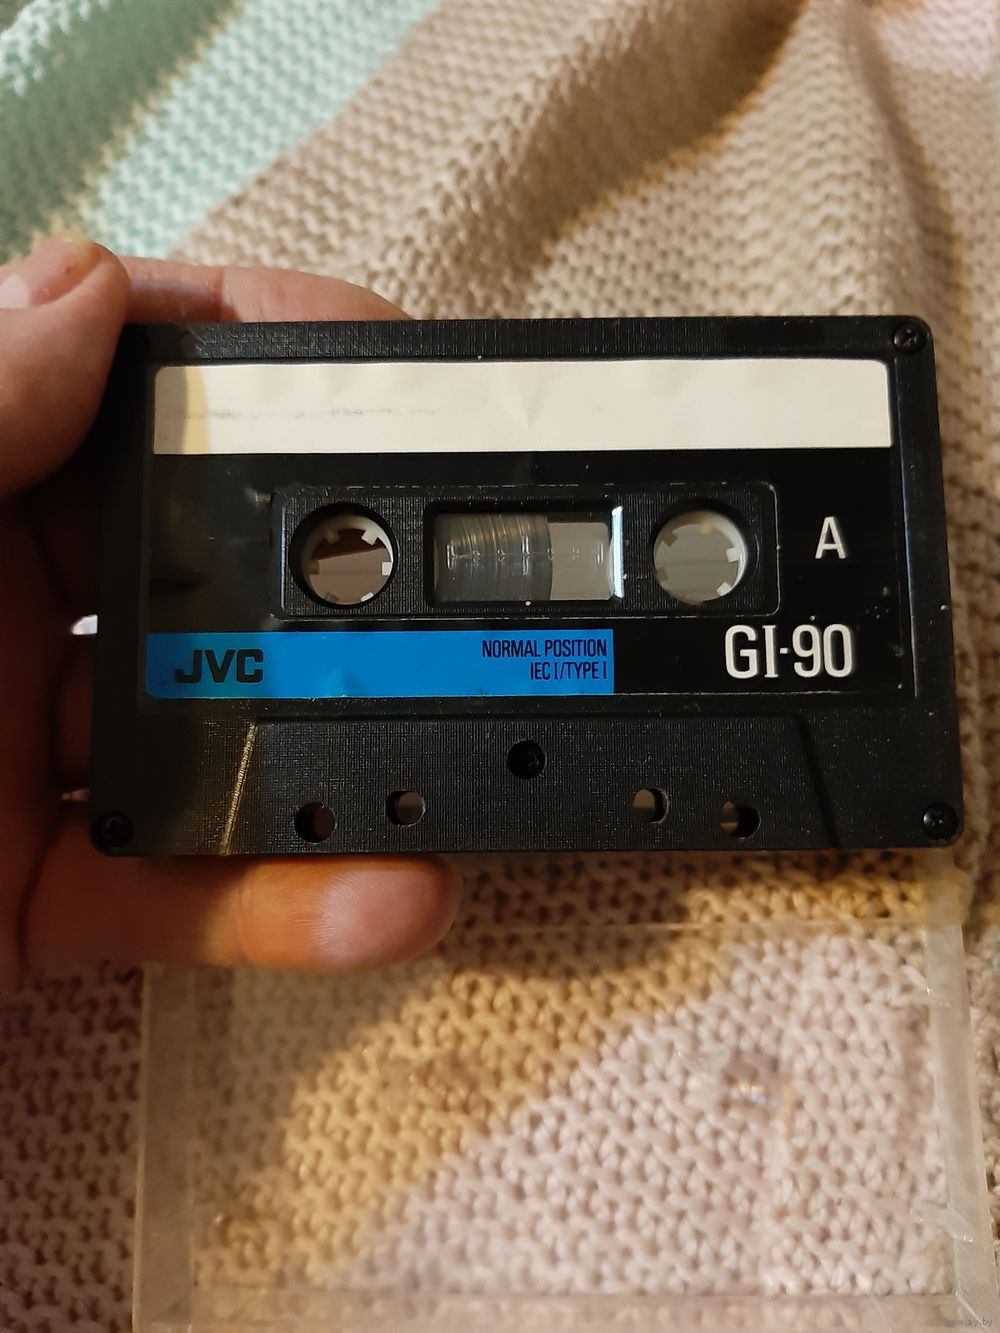 A
JVC
NORMAL POSITION
IEC I/TYPE I
GI-90